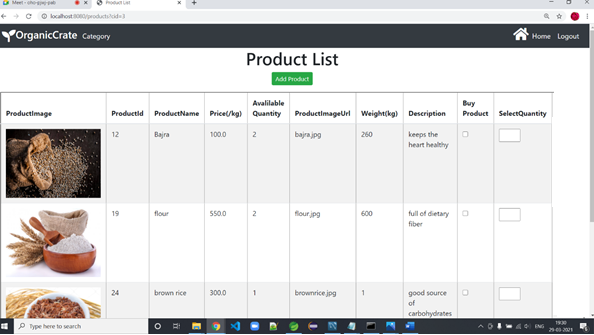 Meet - oho-qjxy-pab
Product List
localhost:8080/products?cid=3
OrganicCrate Category Home Logout
Product List
Add Product
ProductImage ProductId ProductName Price(/kg) Avalilable Quantity ProductImageUrl Weight(kg) Description Buy Product SelectQuantity
12 Bajra 100.0 2 bajra.jpg 260 keeps the
heart healthy
19 flour 550.0 2 flour.jpg 600 full of dietary
fiber
24 brown rice 300.0 1 brownrice.jpg 1 good source
of
carbohydrates
Type here to search
ENG
19:30
29-03-2021